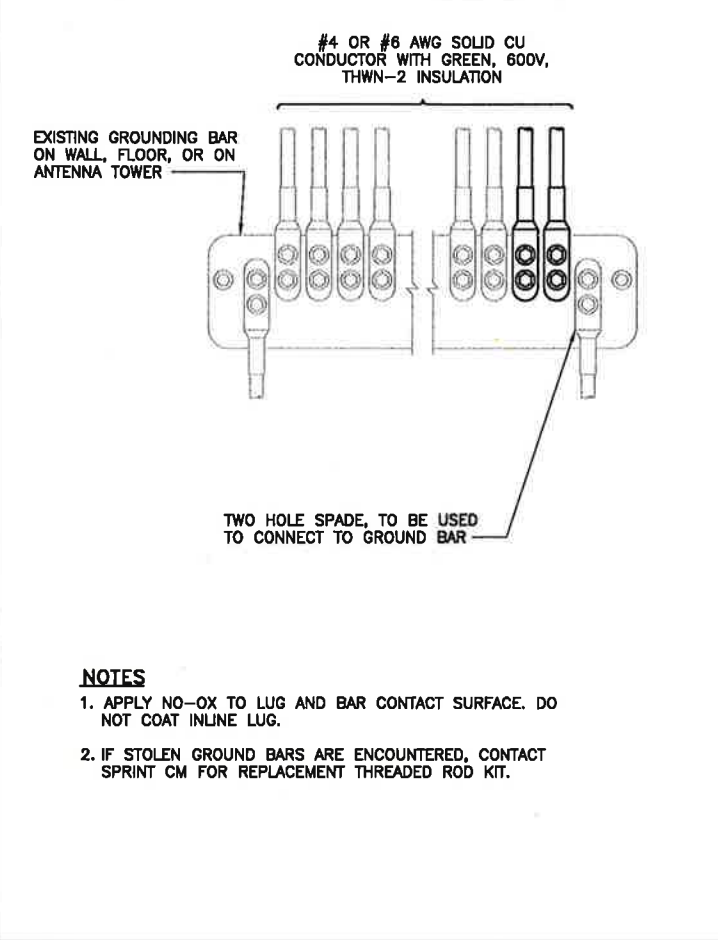 #4 OR #6 AWG SOLID CU
CONDUCTOR WITH GREEN, 600V,
THWN-2 INSULATION
EXISTING GROUNDING BAR
ON WALL, FLOOR, OR ON
ANTENNA TOWER
TWO HOLE SPADE, TO BE USED
TO CONNECT TO GROUND BAR
NOTES
1. APPLY NO-OX TO LUG AND BAR CONTACT SURFACE. DO
NOT COAT INLINE LUG.
2. IF STOLEN GROUND BARS ARE ENCOUNTERED, CONTACT
SPRINT CM FOR REPLACEMENT THREADED ROD KIT.